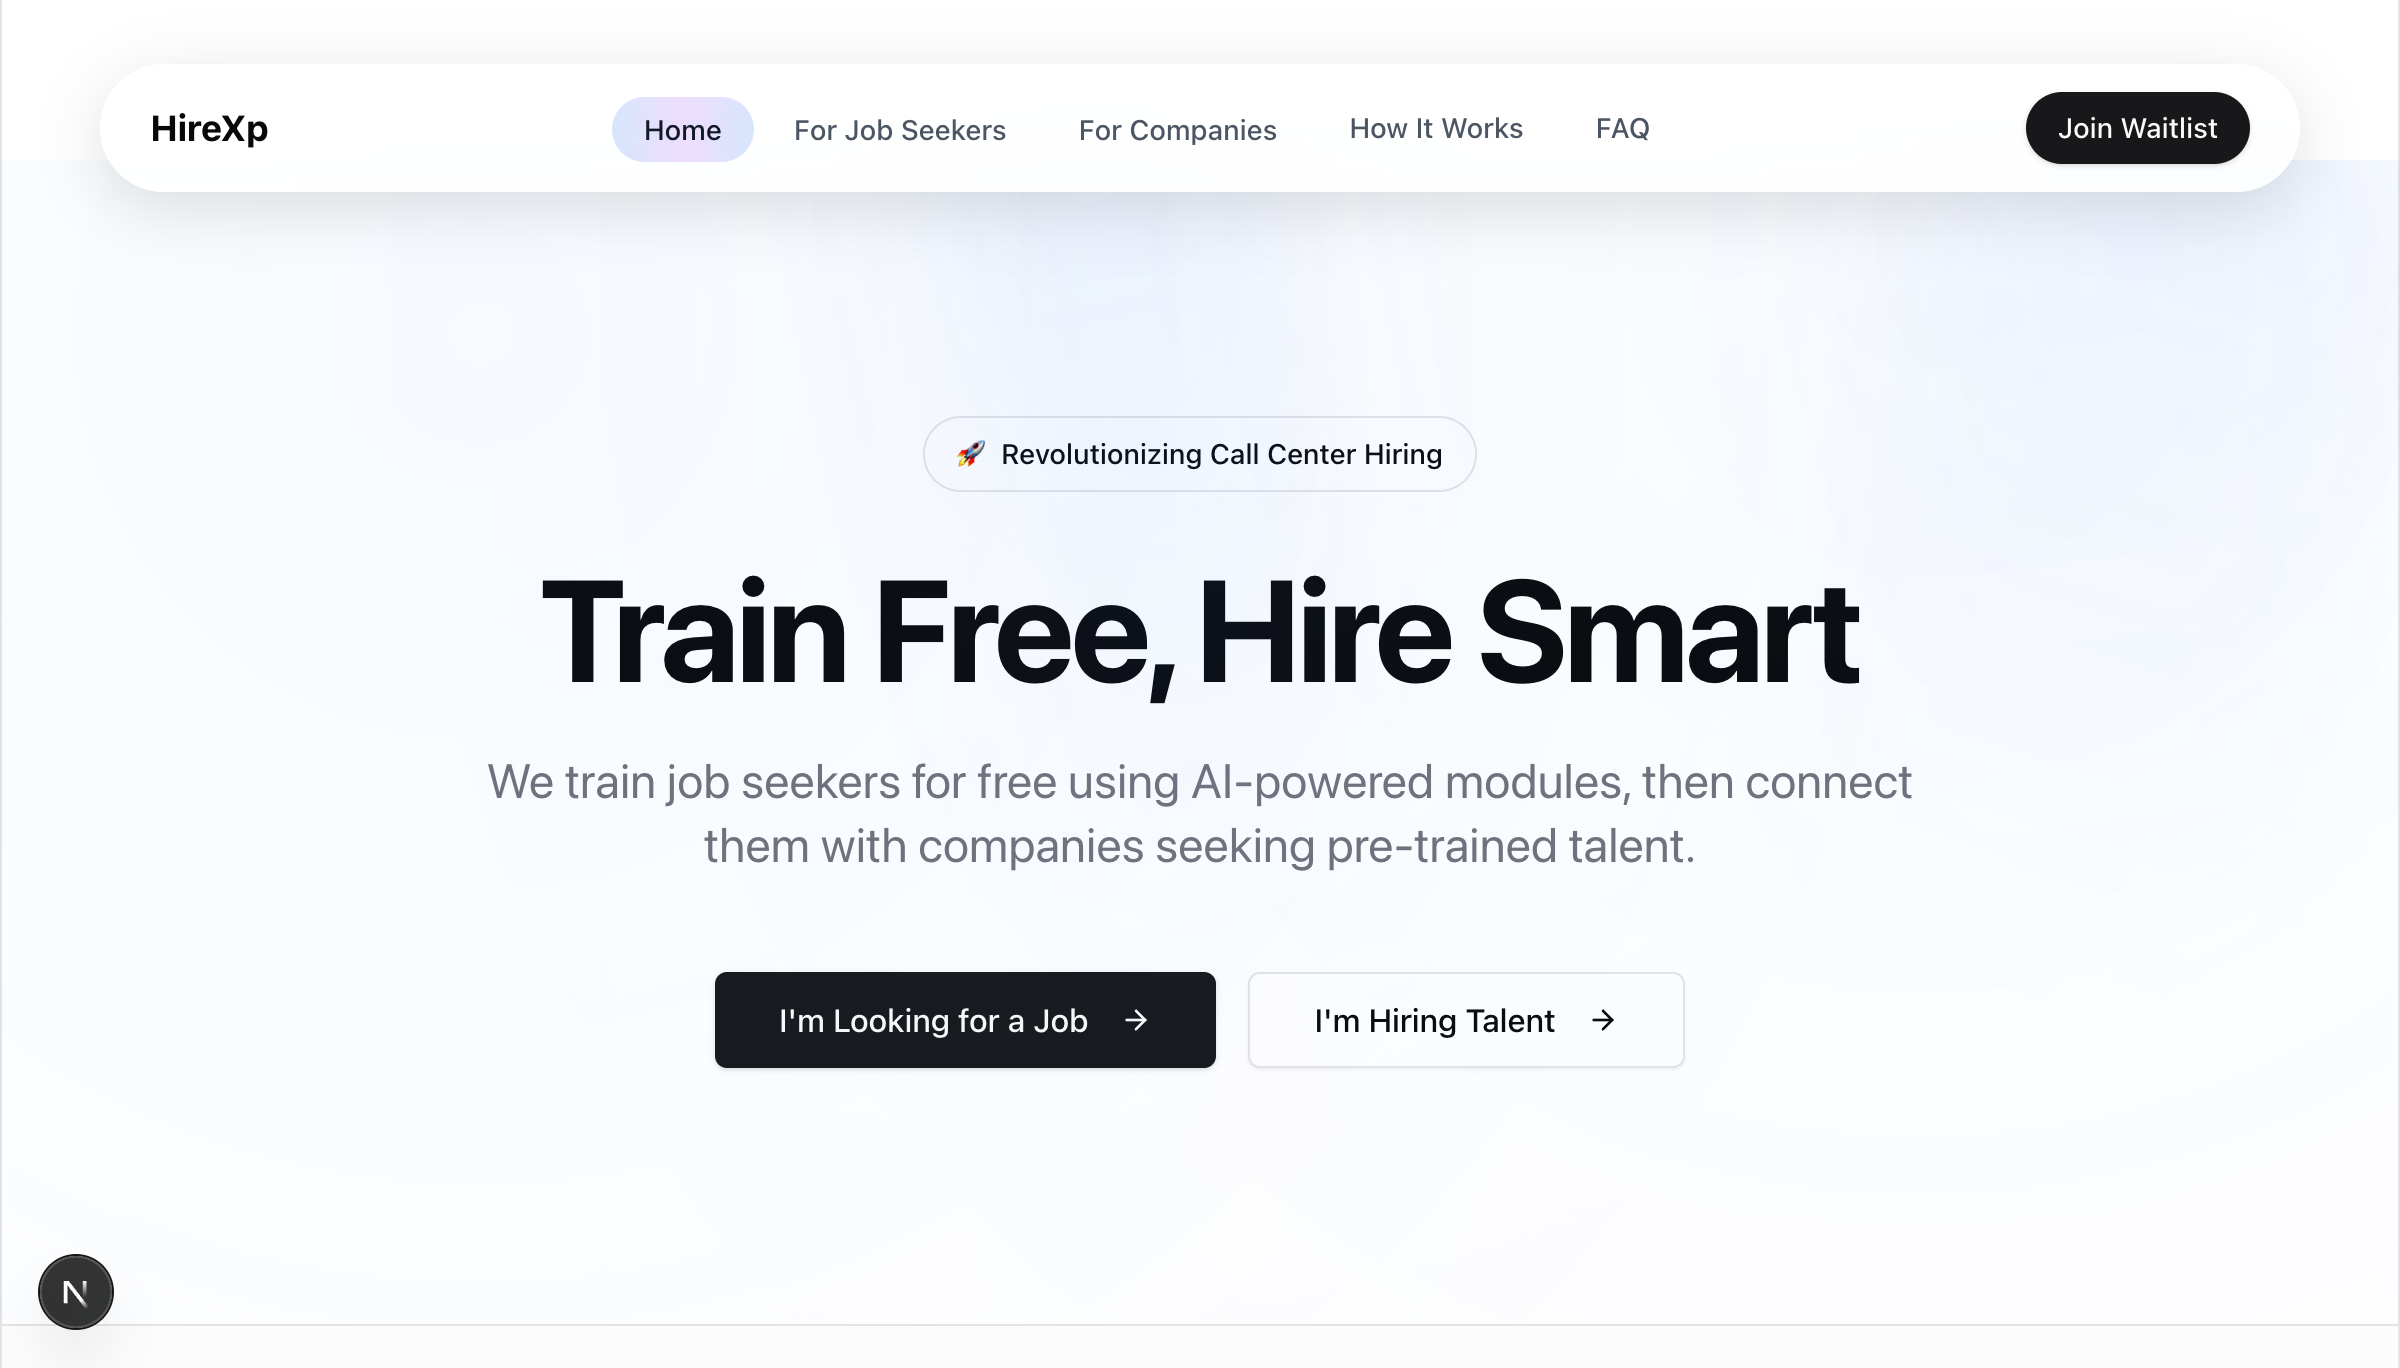 HireXp
Home
For Job Seekers
For Companies
How It Works
FAQ
Join Waitlist
🚀 Revolutionizing Call Center Hiring
Train Free, Hire Smart
We train job seekers for free using AI-powered modules, then connect
them with companies seeking pre-trained talent.
I'm Looking for a Job →
I'm Hiring Talent →
N